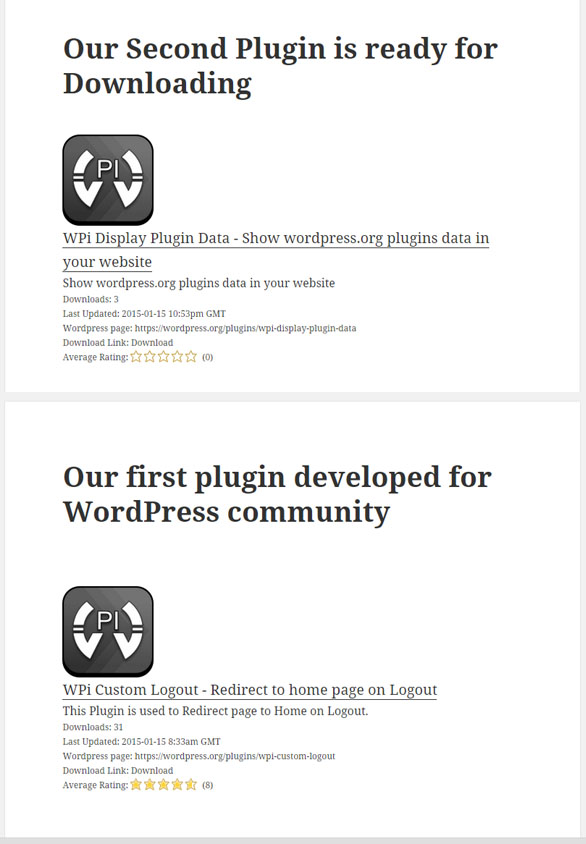 Our Second Plugin is ready for
Downloading
PI
WPi Display Plugin Data - Show wordpress.org plugins data in
your website
Show wordpress.org plugins data in your website
Downloads: 3
Last Updated: 2015-01-15 10:53pm GMT
Wordpress page: https://wordpress.org/plugins/wpi-display-plugin-data
Download Link: Download
Average Rating: (0)
Our first plugin developed for
WordPress community
PI
WPi Custom Logout - Redirect to home page on Logout
This Plugin is used to Redirect page to Home on Logout.
Downloads: 31
Last Updated: 2015-01-15 8:33am GMT
Wordpress page: https://wordpress.org/plugins/wpi-custom-logout
Download Link: Download
Average Rating: (8)